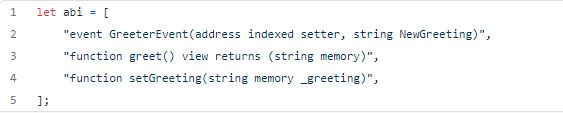 1 let abi = [
2     "event GreeterEvent(address indexed setter, string NewGreeting)",
3     "function greet() view returns (string memory)",
4     "function setGreeting(string memory _greeting)",
5 ];